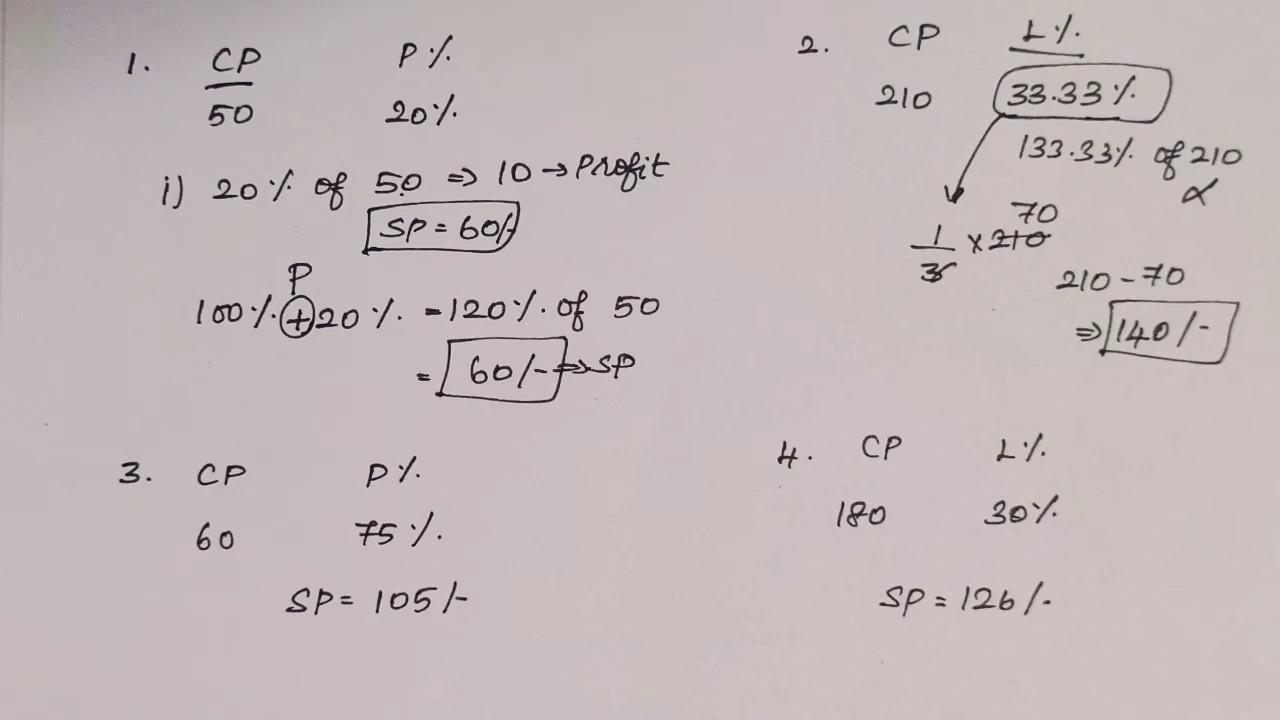 1. CP P%
50 20%
i) 20% of 50 ⇒ 10 → Profit
SP = 60/-
P
100% + 20% = 120% of 50
= 60/- ⇒ SP
2. CP L%
210 33.33%
133.33% of 210
70
1/3 × 210
210 - 70
⇒ 140/-
3. CP P%
60 75%
SP = 105/-
4. CP L%
180 30%
SP = 126/-